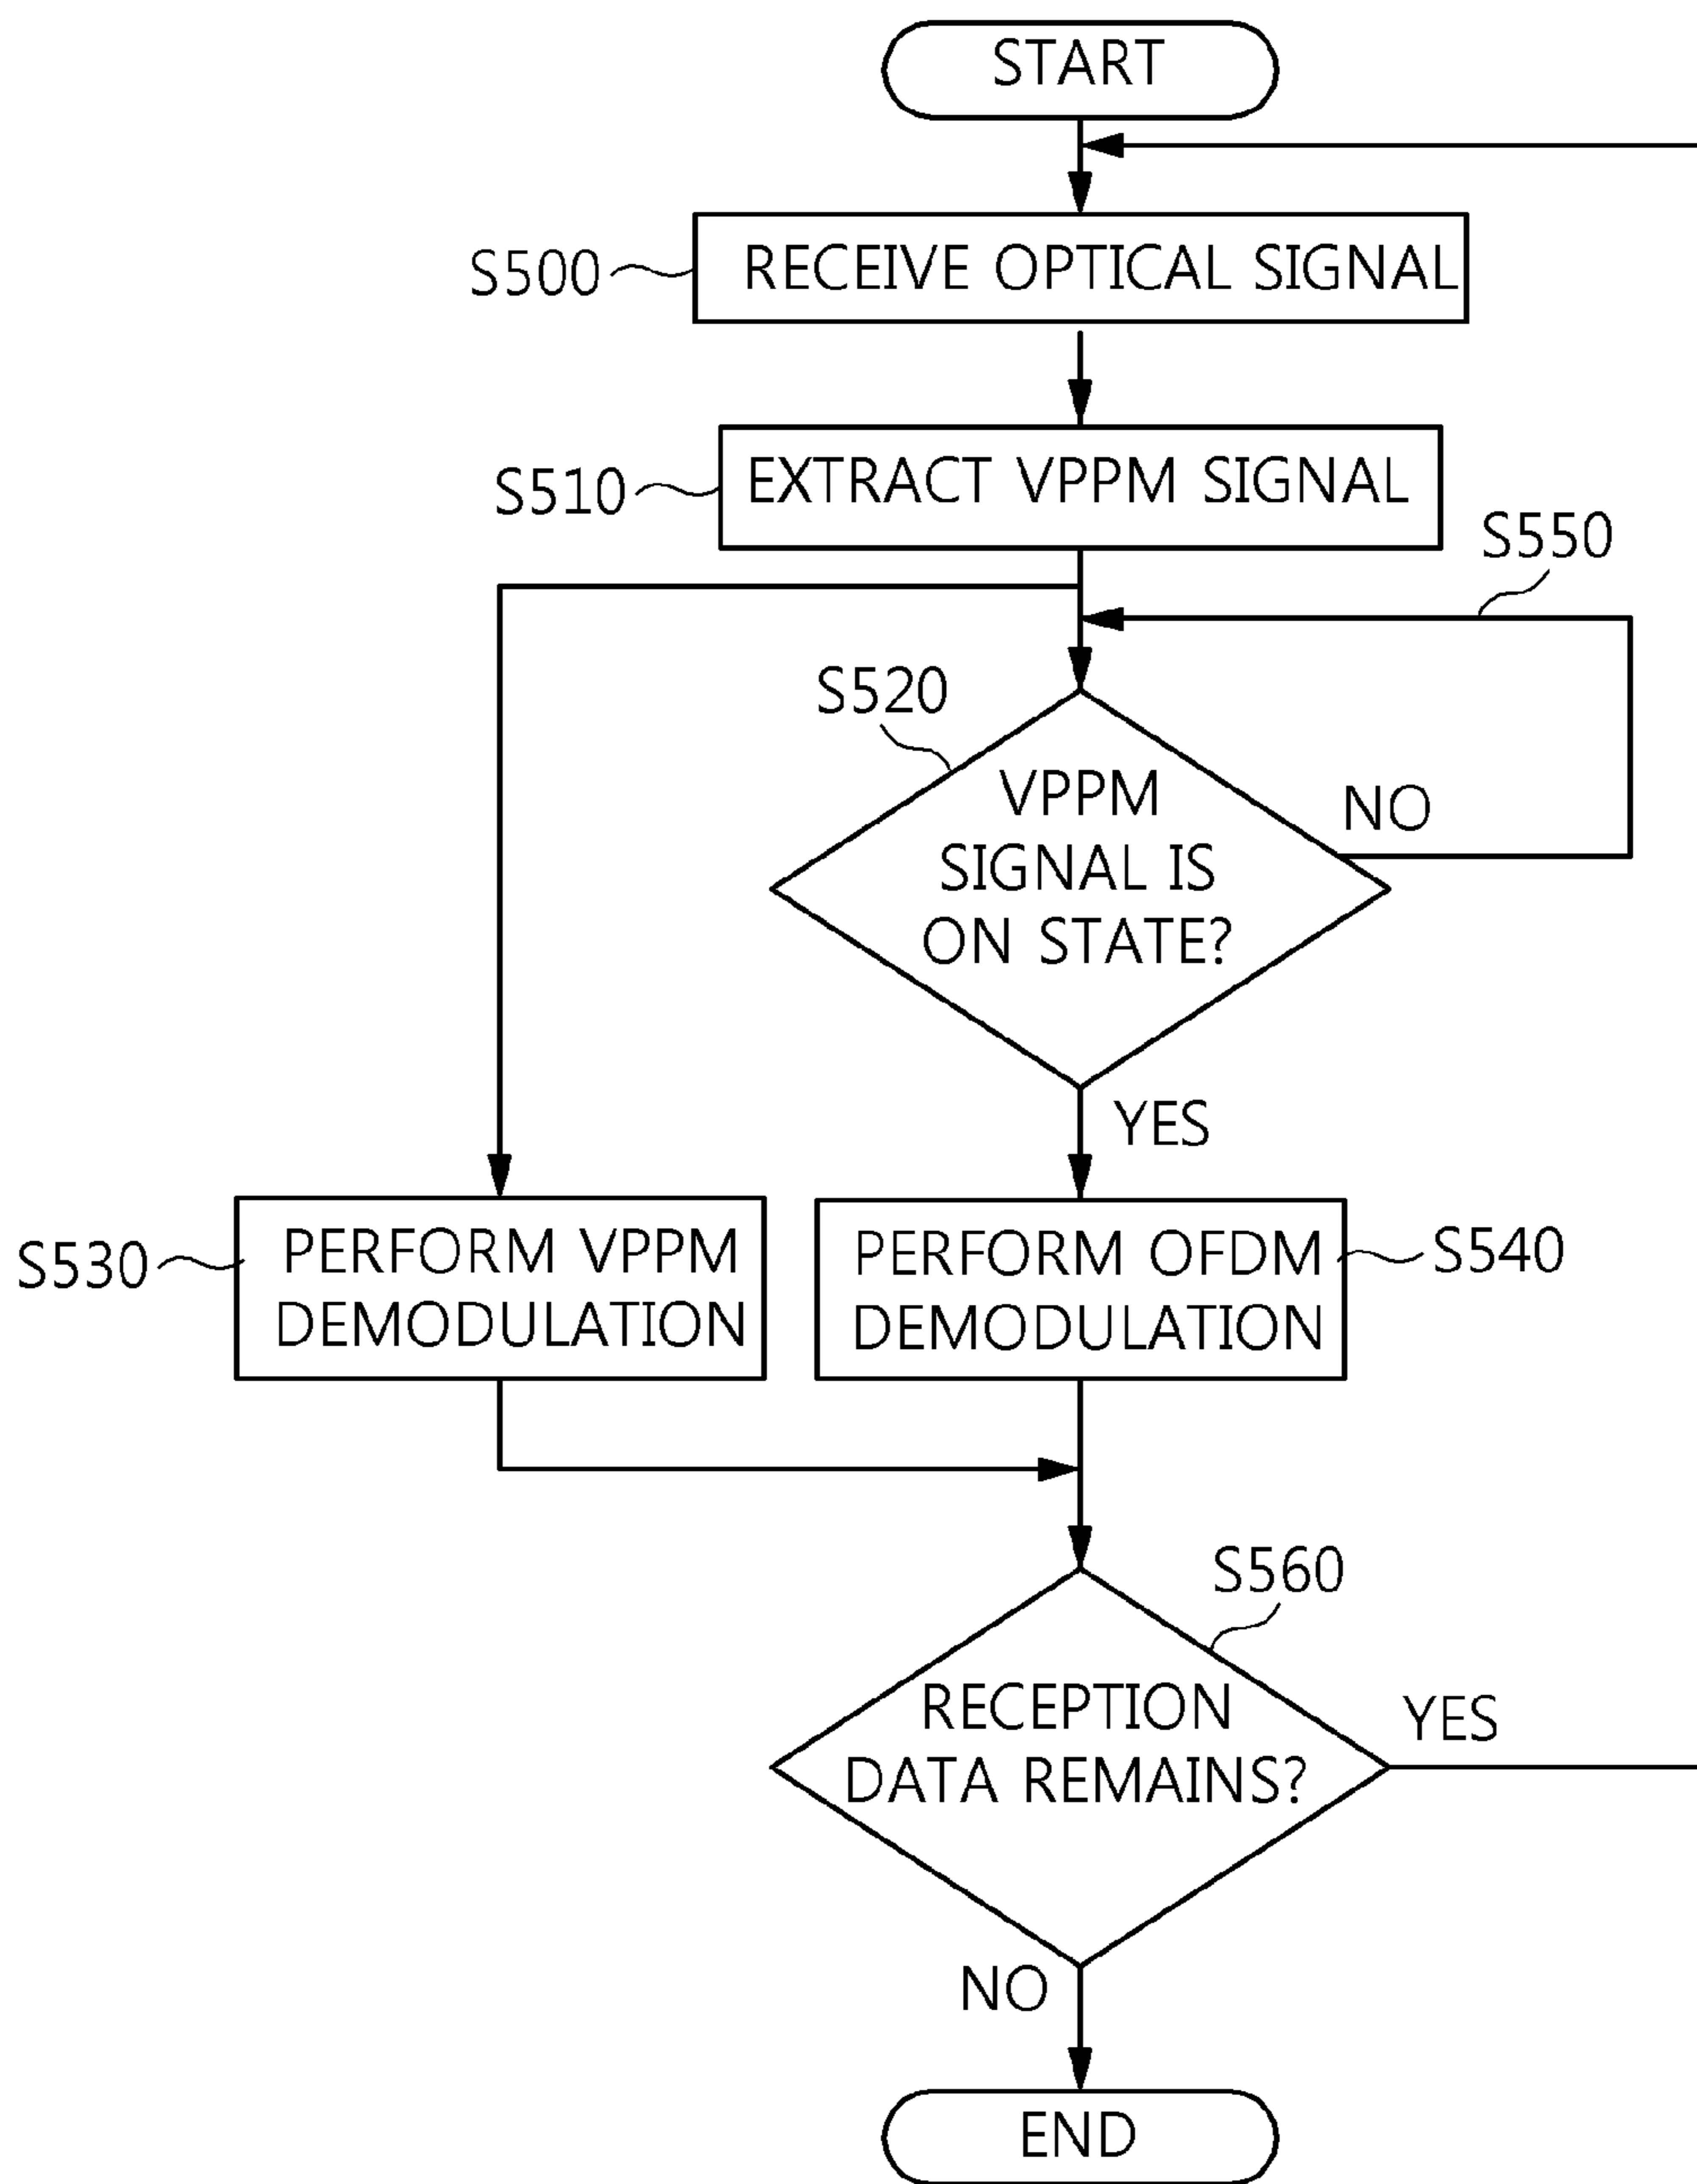 START
S500
RECEIVE OPTICAL SIGNAL
S510
EXTRACT VPPM SIGNAL
S550
S520
VPPM
SIGNAL IS
ON STATE?
NO
YES
S530
PERFORM VPPM
DEMODULATION
PERFORM OFDM
DEMODULATION
S540
S560
RECEPTION
DATA REMAINS?
YES
NO
END